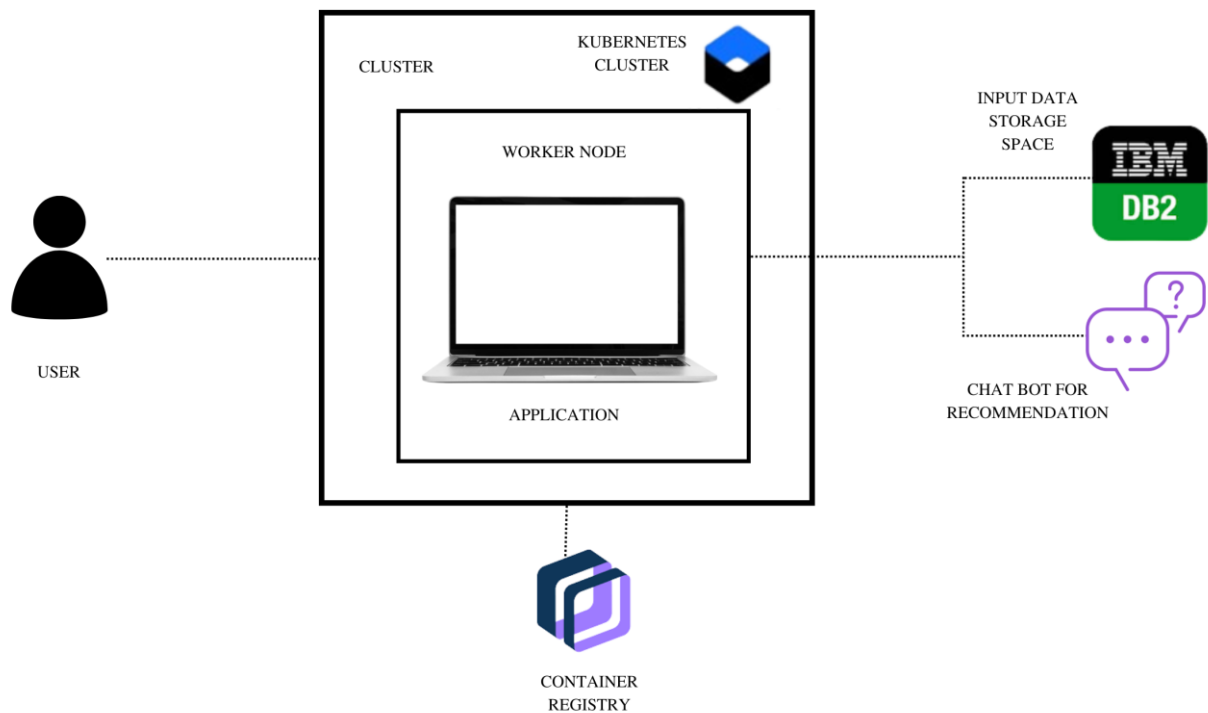 KUBERNETES
CLUSTER
CLUSTER
INPUT DATA
STORAGE
SPACE
WORKER NODE
IBM
DB2
USER
APPLICATION
?
CHAT BOT FOR
RECOMMENDATION
CONTAINER
REGISTRY